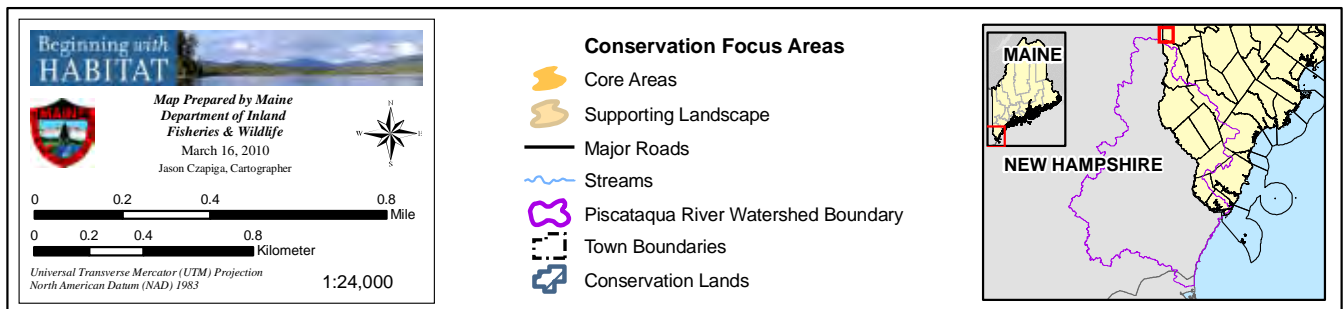 Beginning with
HABITAT
MAINE
Map Prepared by Maine
Department of Inland
Fisheries & Wildlife
March 16, 2010
Jason Czapiga, Cartographer
N
W E
S
0 0.2 0.4 0.8
Mile
0 0.2 0.4 0.8
Kilometer
Universal Transverse Mercator (UTM) Projection
North American Datum (NAD) 1983
1:24,000
Conservation Focus Areas
Core Areas
Supporting Landscape
Major Roads
Streams
Piscataqua River Watershed Boundary
Town Boundaries
Conservation Lands
MAINE
NEW HAMPSHIRE